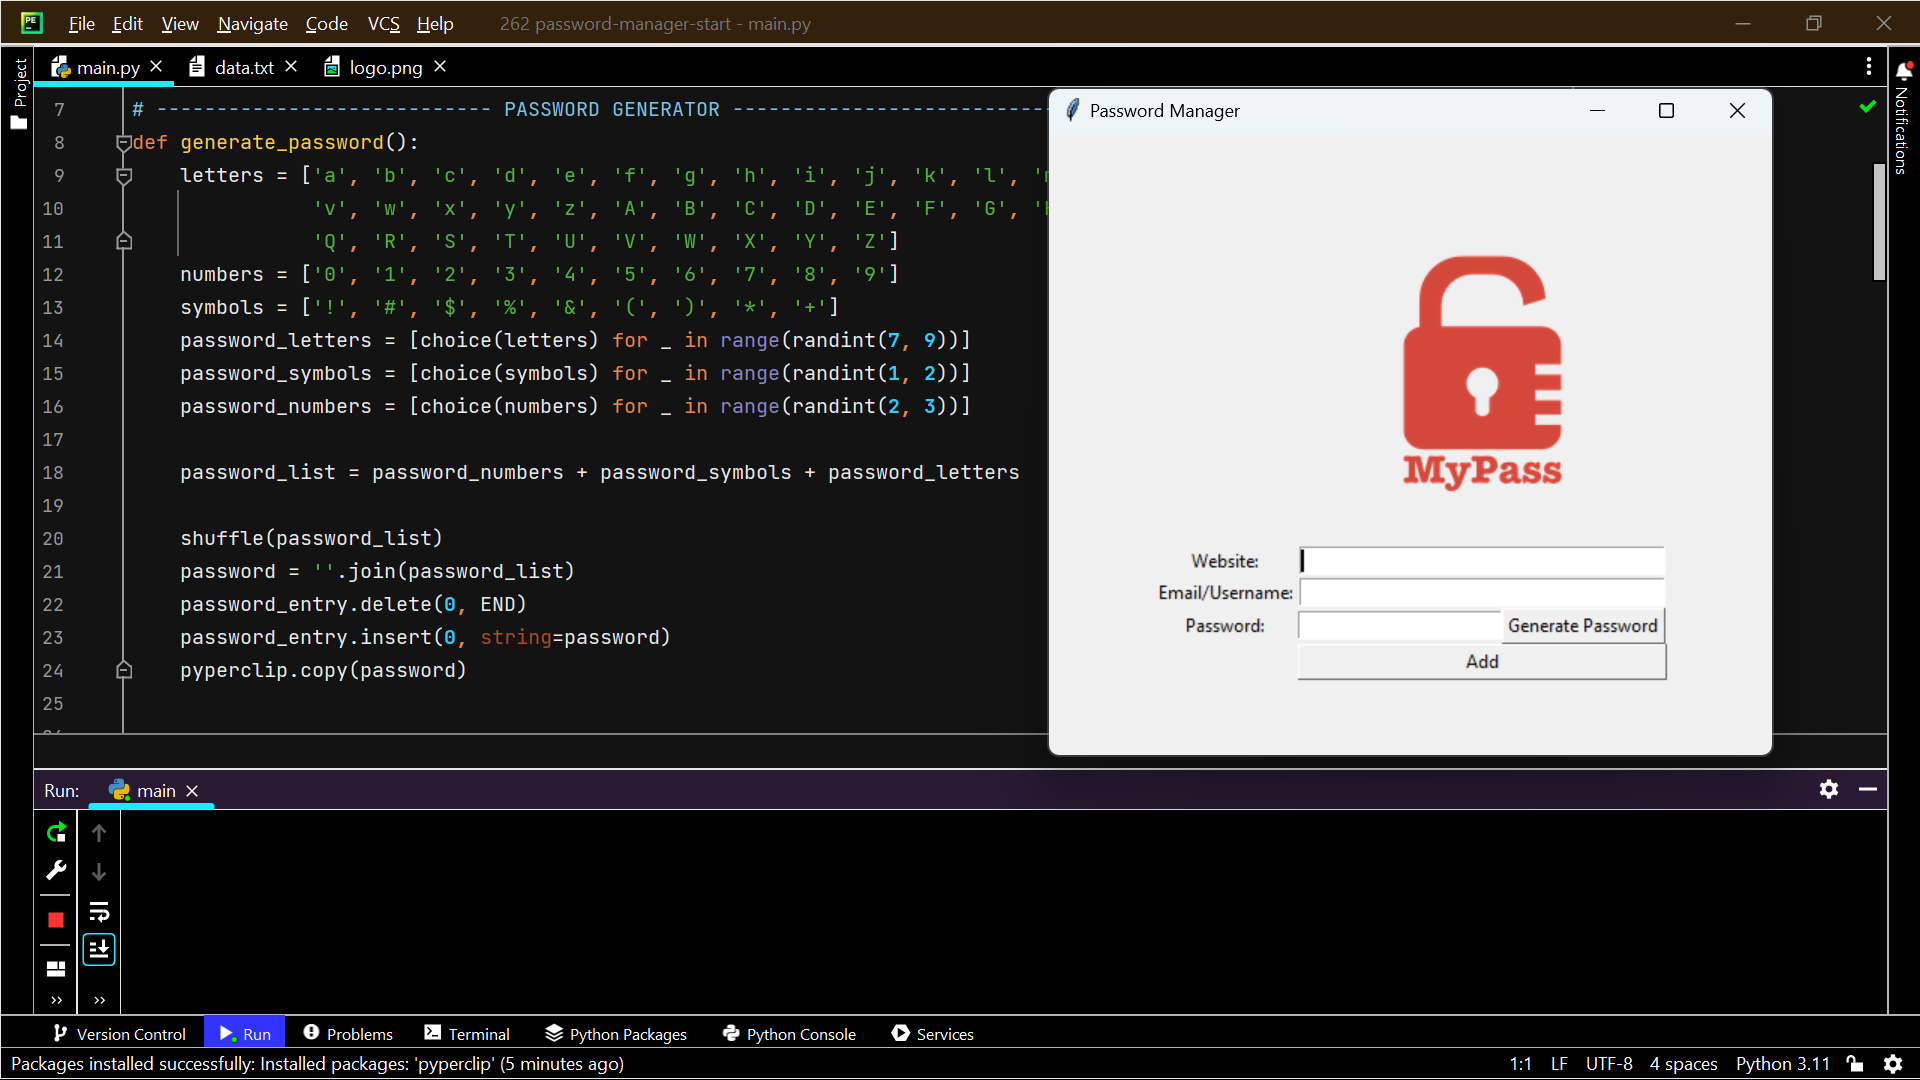 File Edit View Navigate Code VCS Help 262 password-manager-start - main.py
Project
main.py data.txt logo.png
Notifications
7 # ---------------------------- PASSWORD GENERATOR ---------------------------
8 def generate_password():
9 letters = ['a', 'b', 'c', 'd', 'e', 'f', 'g', 'h', 'i', 'j', 'k', 'l', '
10 'v', 'w', 'x', 'y', 'z', 'A', 'B', 'C', 'D', 'E', 'F', 'G', '
11 'Q', 'R', 'S', 'T', 'U', 'V', 'W', 'X', 'Y', 'Z']
12 numbers = ['0', '1', '2', '3', '4', '5', '6', '7', '8', '9']
13 symbols = ['!', '#', '$', '%', '&', '(', ')', '*', '+']
14 password_letters = [choice(letters) for _ in range(randint(7, 9))]
15 password_symbols = [choice(symbols) for _ in range(randint(1, 2))]
16 password_numbers = [choice(numbers) for _ in range(randint(2, 3))]
17
18 password_list = password_numbers + password_symbols + password_letters
19
20 shuffle(password_list)
21 password = ''.join(password_list)
22 password_entry.delete(0, END)
23 password_entry.insert(0, string=password)
24 pyperclip.copy(password)
25
Password Manager
MyPass
Website:
Email/Username:
Password: Generate Password
Add
Run: main
Version Control Run Problems Terminal Python Packages Python Console Services
Packages installed successfully: Installed packages: 'pyperclip' (5 minutes ago) 1:1 LF UTF-8 4 spaces Python 3.11